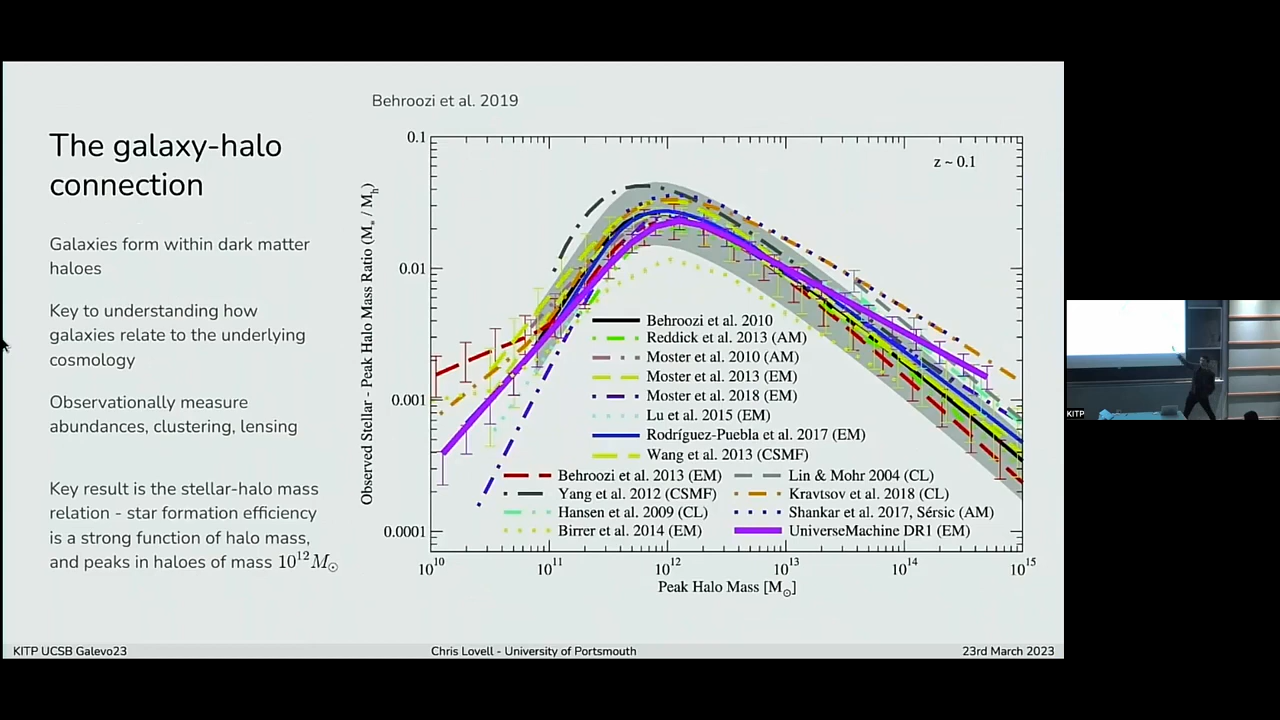 Behroozi et al. 2019
The galaxy-halo
connection
Galaxies form within dark matter
haloes
Key to understanding how
galaxies relate to the underlying
cosmology
Observationally measure
abundances, clustering, lensing
Key result is the stellar-halo mass
relation - star formation efficiency
is a strong function of halo mass,
and peaks in haloes of mass 10¹²M☉
Observed Stellar - Peak Halo Mass Ratio (M* / Mh)
0.1
0.01
0.001
0.0001
z ~ 0.1
Behroozi et al. 2010
Reddick et al. 2013 (AM)
Moster et al. 2010 (AM)
Moster et al. 2013 (EM)
Moster et al. 2018 (EM)
Lu et al. 2015 (EM)
Rodríguez-Puebla et al. 2017 (EM)
Wang et al. 2013 (CSMF)
Behroozi et al. 2013 (EM)
Lin & Mohr 2004 (CL)
Yang et al. 2012 (CSMF)
Kravtsov et al. 2018 (CL)
Hansen et al. 2009 (CL)
Shankar et al. 2017, Sérsic (AM)
Birrer et al. 2014 (EM)
UniverseMachine DR1 (EM)
10¹⁰ 10¹¹ 10¹² 10¹³ 10¹⁴ 10¹⁵
Peak Halo Mass [M☉]
KITP UCSB Galevo23
Chris Lovell - University of Portsmouth
23rd March 2023
KITP